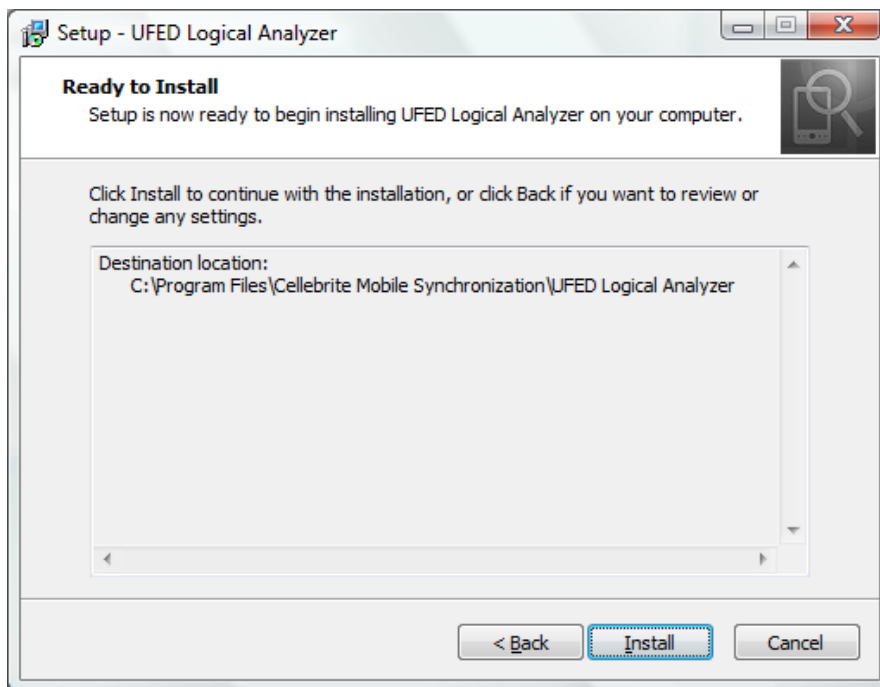 Setup - UFED Logical Analyzer
Ready to Install
Setup is now ready to begin installing UFED Logical Analyzer on your computer.
Click Install to continue with the installation, or click Back if you want to review or
change any settings.
Destination location:
C:\Program Files\Cellebrite Mobile Synchronization\UFED Logical Analyzer
< Back
Install
Cancel